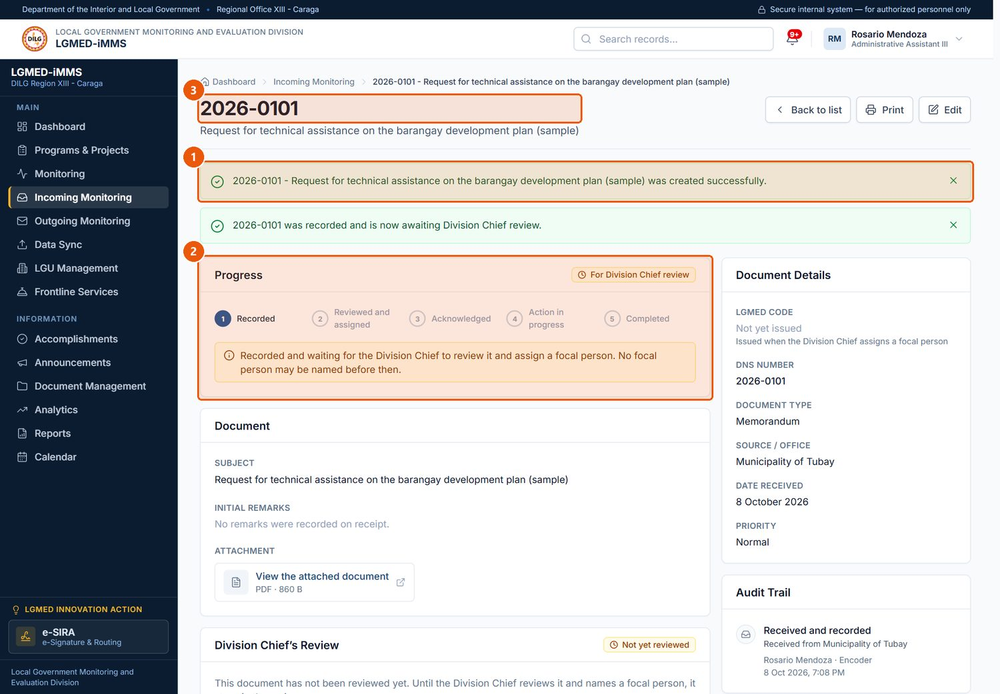 Department of the Interior and Local Government • Regional Office XIII - Caraga
Secure internal system — for authorized personnel only
DILG
LOCAL GOVERNMENT MONITORING AND EVALUATION DIVISION
LGMED-iMMS
Search records...
9+
RM
Rosario Mendoza
Administrative Assistant III
LGMED-iMMS
DILG Region XIII - Caraga
MAIN
Dashboard
Programs & Projects
Monitoring
Incoming Monitoring
Outgoing Monitoring
Data Sync
LGU Management
Frontline Services
INFORMATION
Accomplishments
Announcements
Document Management
Analytics
Reports
Calendar
LGMED INNOVATION ACTION
e-SIRA
e-Signature & Routing
Local Government Monitoring and
Evaluation Division
Dashboard > Incoming Monitoring > 2026-0101 - Request for technical assistance on the barangay development plan (sample)
3
2026-0101
Request for technical assistance on the barangay development plan (sample)
Back to list
Print
Edit
1
2026-0101 - Request for technical assistance on the barangay development plan (sample) was created successfully.
2026-0101 was recorded and is now awaiting Division Chief review.
2
Progress
For Division Chief review
1 Recorded
2 Reviewed and
assigned
3 Acknowledged
4 Action in
progress
5 Completed
Recorded and waiting for the Division Chief to review it and assign a focal person. No focal
person may be named before then.
Document
SUBJECT
Request for technical assistance on the barangay development plan (sample)
INITIAL REMARKS
No remarks were recorded on receipt.
ATTACHMENT
View the attached document
PDF · 860 B
Division Chief’s Review
Not yet reviewed
This document has not been reviewed yet. Until the Division Chief reviews it and names a focal person, it
Document Details
LGMED CODE
Not yet issued
Issued when the Division Chief assigns a focal person
DNS NUMBER
2026-0101
DOCUMENT TYPE
Memorandum
SOURCE / OFFICE
Municipality of Tubay
DATE RECEIVED
8 October 2026
PRIORITY
Normal
Audit Trail
Received and recorded
Received from Municipality of Tubay
Rosario Mendoza · Encoder
8 Oct 2026, 7:08 PM